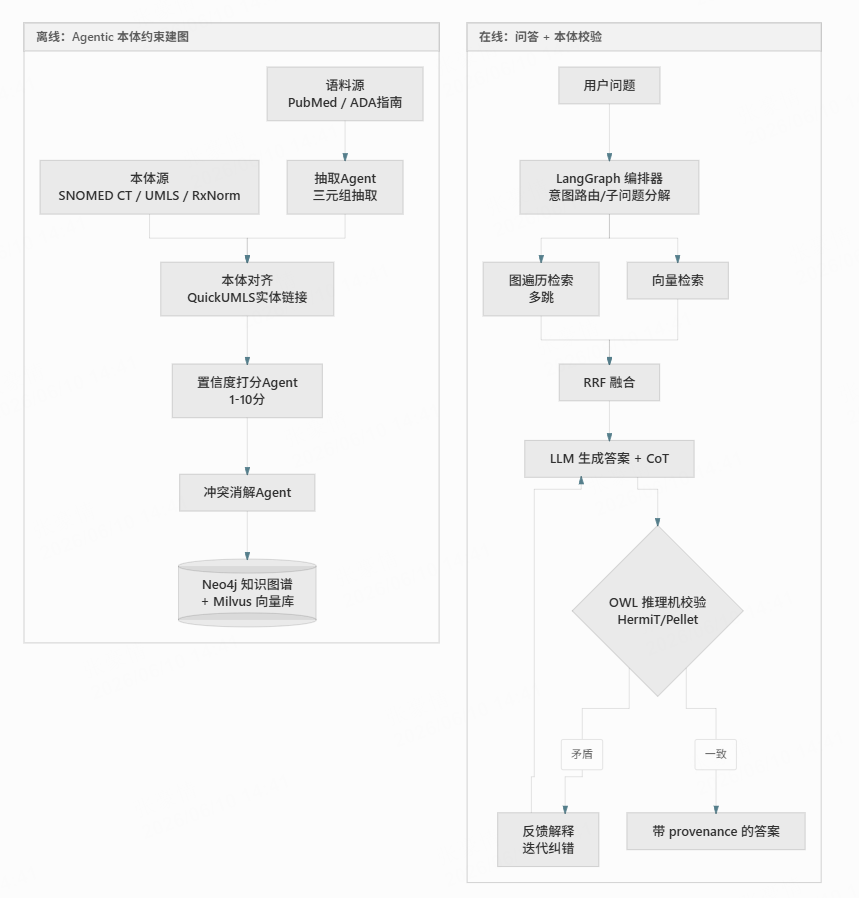 离线：Agentic 本体约束建图
语料源
PubMed / ADA指南
本体源
SNOMED CT / UMLS / RxNorm
抽取Agent
三元组抽取
本体对齐
QuickUMLS实体链接
置信度打分Agent
1-10分
冲突消解Agent
Neo4j 知识图谱
+ Milvus 向量库
在线：问答 + 本体校验
用户问题
LangGraph 编排器
意图路由/子问题分解
图遍历检索
多跳
向量检索
RRF 融合
LLM 生成答案 + CoT
OWL 推理机校验
HermiT/Pellet
矛盾
一致
反馈解释
迭代纠错
带 provenance 的答案